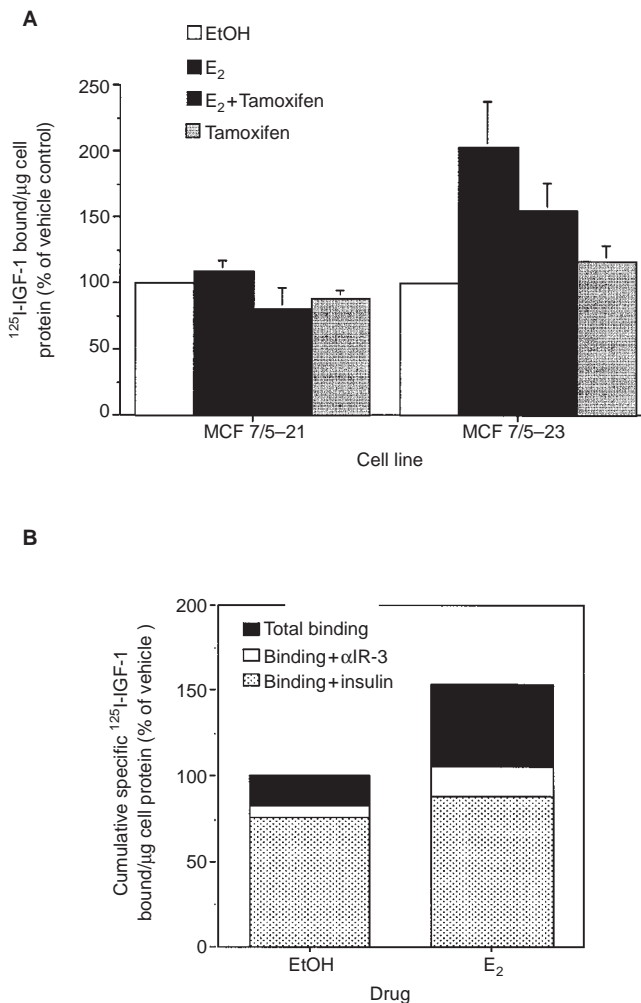 A
EtOH
E2
E2+Tamoxifen
Tamoxifen
125I-IGF-1 bound/μg cell
protein (% of vehicle control)
250
200
150
100
50
0
MCF 7/5–21
MCF 7/5–23
Cell line
B
Total binding
Binding+αIR-3
Binding+insulin
Cumulative specific 125I-IGF-1
bound/μg cell protein (% of vehicle )
200
150
100
50
0
EtOH
E2
Drug